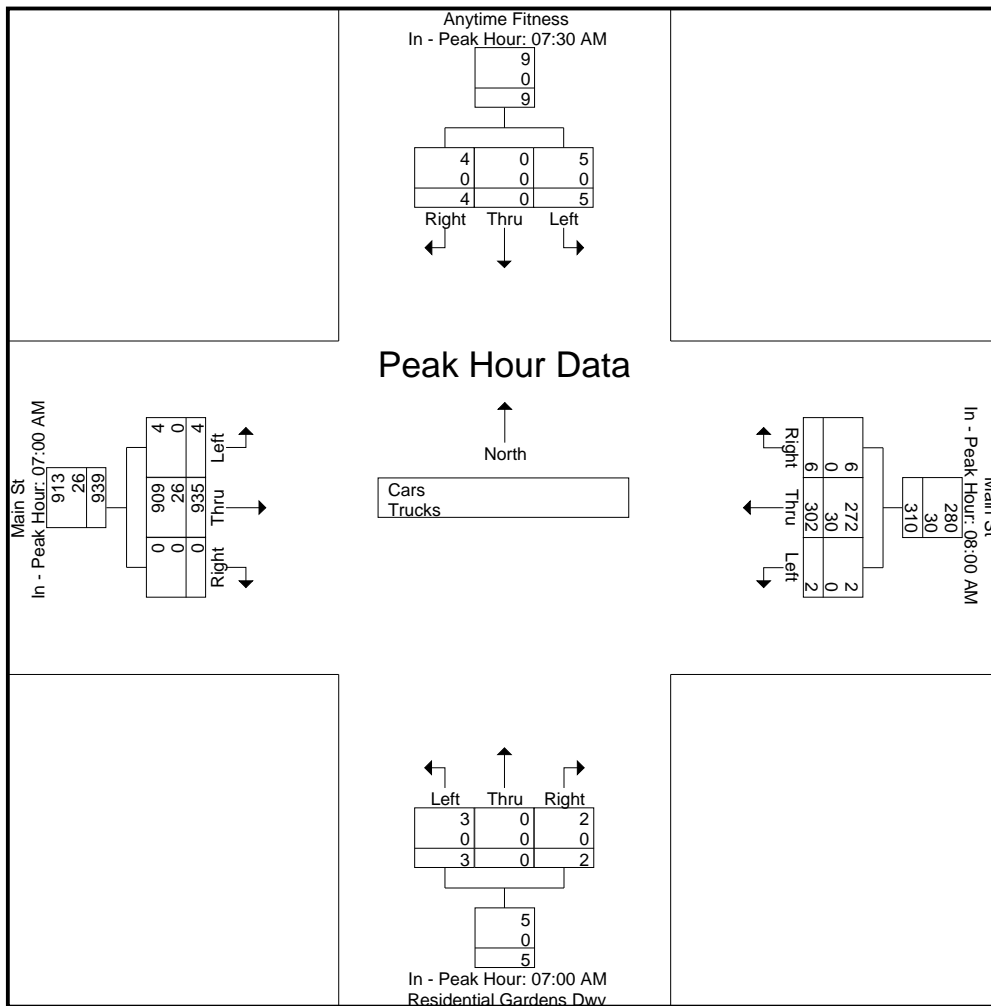 Anytime Fitness
In - Peak Hour: 07:30 AM
9
0
9
4 0 5
0 0 0
4 0 5
Right Thru Left
Peak Hour Data
North
Cars
Trucks
Main St
In - Peak Hour: 07:00 AM
913
26
939
4 0 4
909 26 935
0 0 0
Left
Thru
Right
Main St
In - Peak Hour: 08:00 AM
280
30
310
6 0 6
302 30 272
2 0 2
Right
Thru
Left
Left Thru Right
3 0 2
0 0 0
3 0 2
5
0
5
In - Peak Hour: 07:00 AM
Residential Gardens Dwy